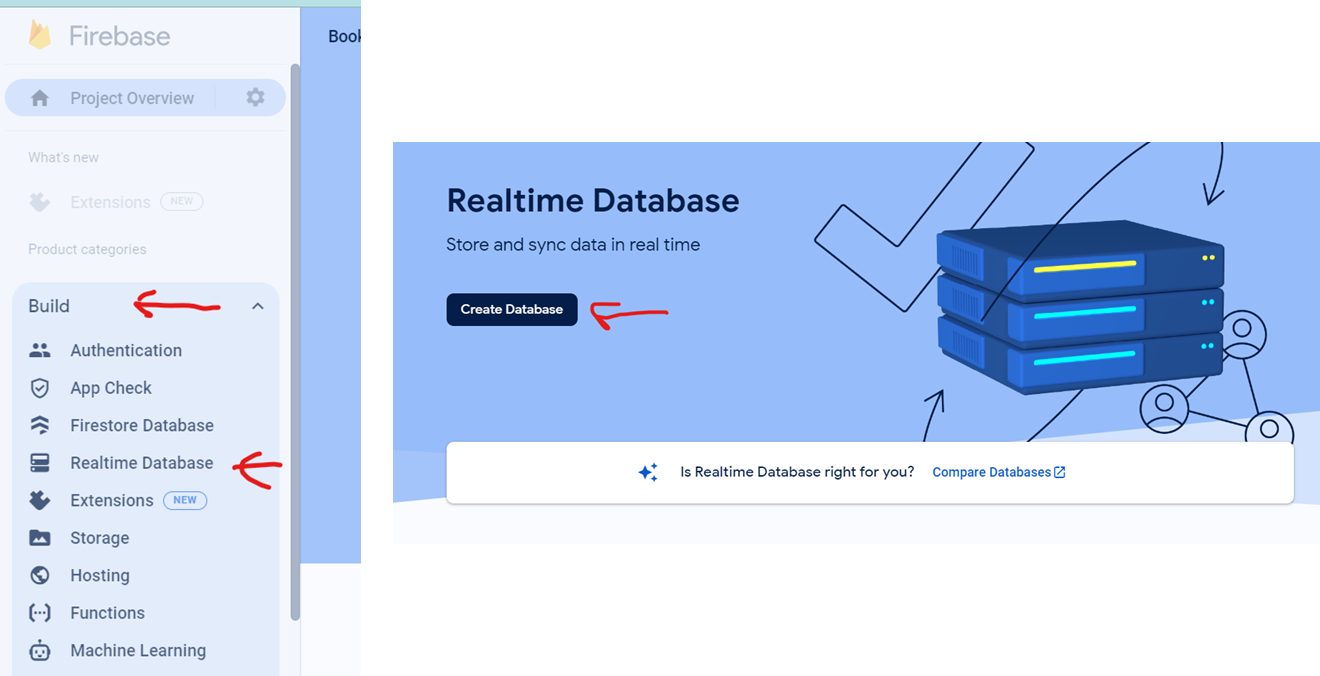 Firebase
Book
Project Overview
What's new
Extensions NEW
Product categories
Build
Authentication
App Check
Firestore Database
Realtime Database
Extensions NEW
Storage
Hosting
Functions
Machine Learning
Realtime Database
Store and sync data in real time
Create Database
Is Realtime Database right for you? Compare Databases